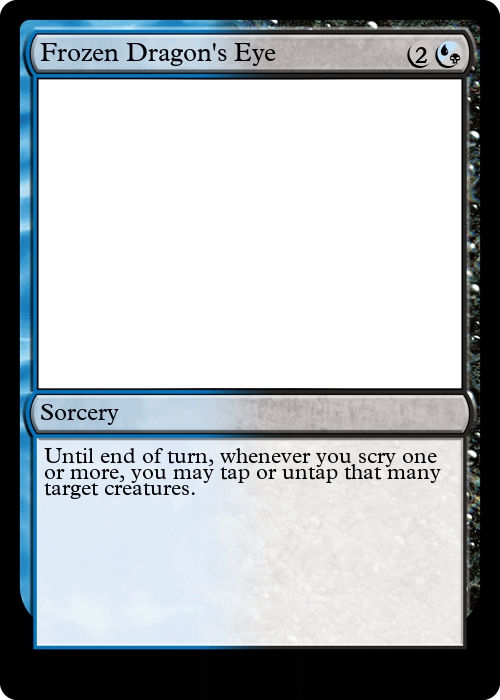 Frozen Dragon's Eye 2
Sorcery
Until end of turn, whenever you scry one
or more, you may tap or untap that many
target creatures.